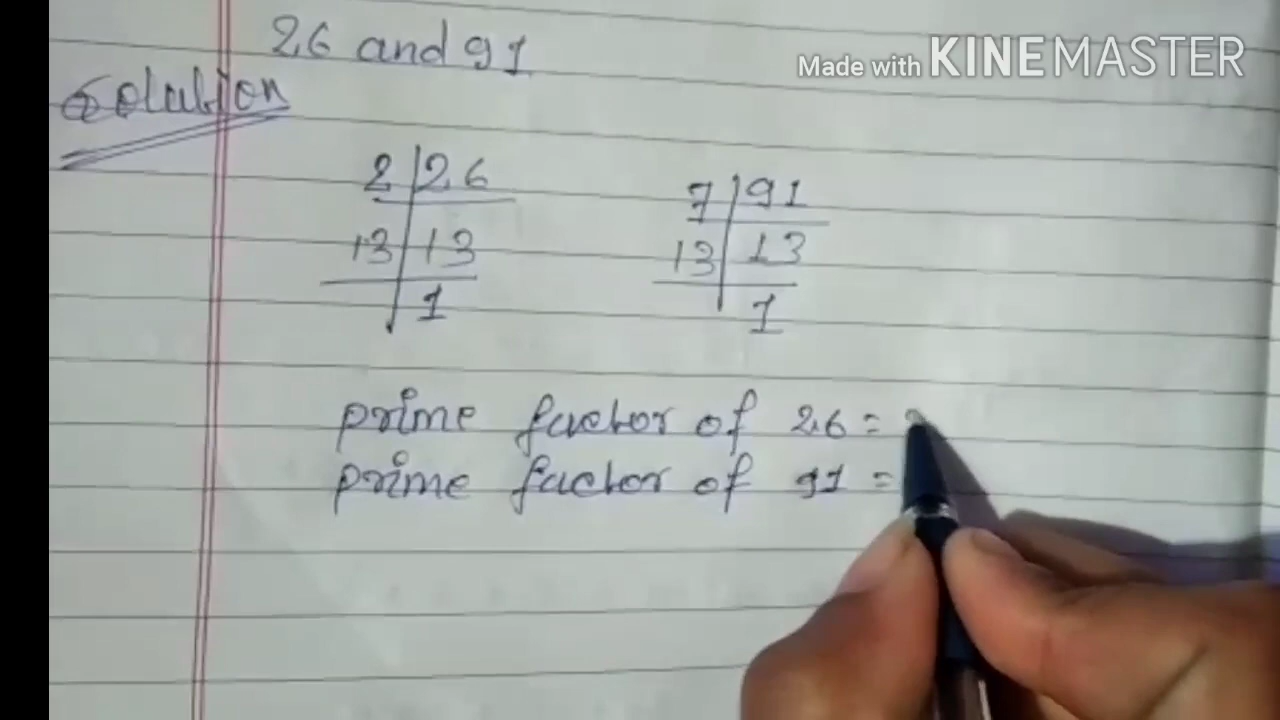 26 and 91
Made with KINEMASTER
Solution
2 26
13 13
1
7 91
13 13
1
prime factor of 26 =
prime factor of 91 =